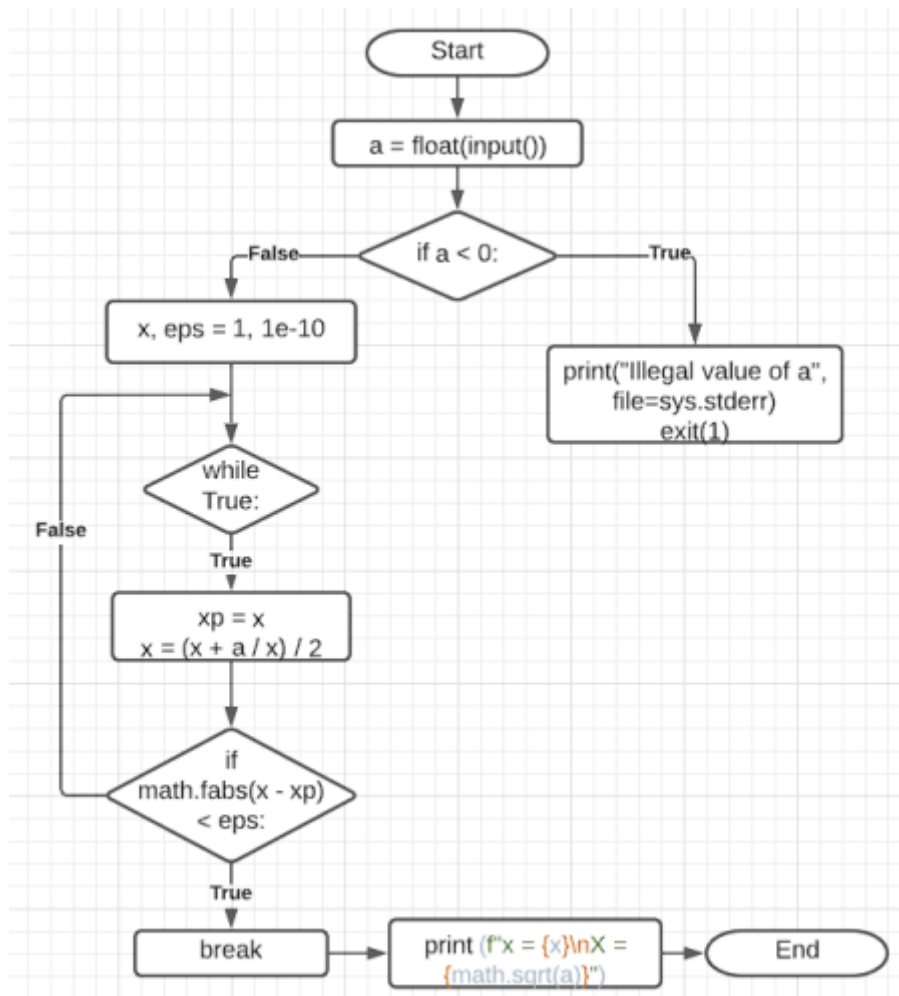 Start
a = float(input())
if a < 0:
False
True
x, eps = 1, 1e-10
print("Illegal value of a",
file=sys.stderr)
exit(1)
while
True:
False
True
xp = x
x = (x + a / x) / 2
if
math.fabs(x - xp)
< eps:
True
break
print (f"x = {x}\nX =
{math.sqrt(a)}")
End